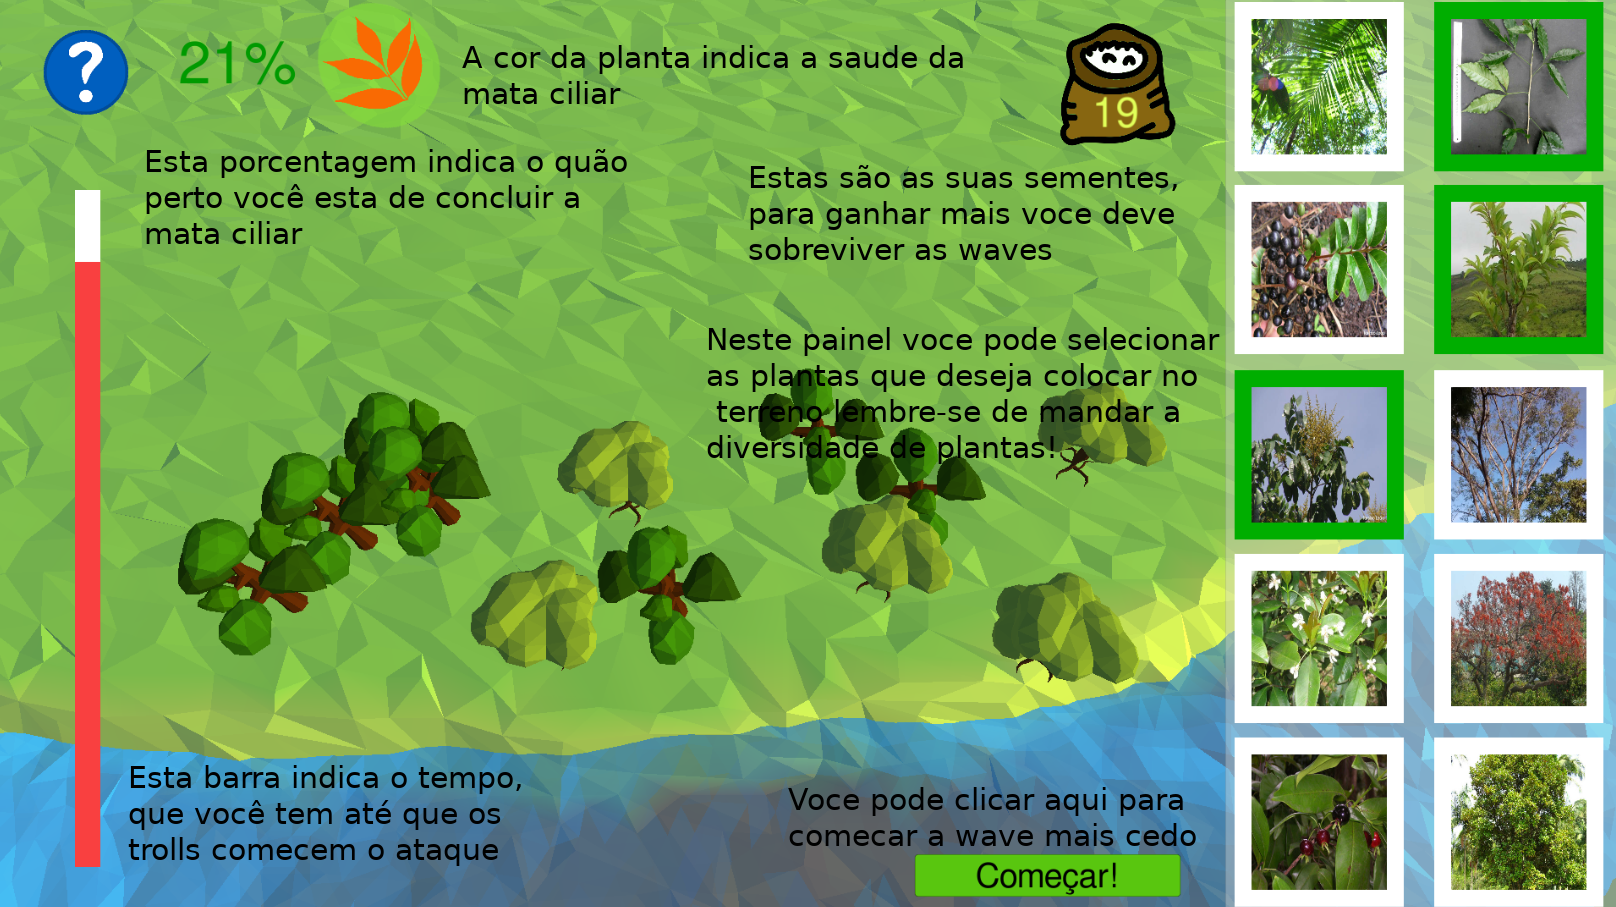 ?
21%
A cor da planta indica a saude da
mata ciliar
19
Esta porcentagem indica o quão
perto você esta de concluir a
mata ciliar
Estas são as suas sementes,
para ganhar mais voce deve
sobreviver as waves
Neste painel voce pode selecionar
as plantas que deseja colocar no
terreno lembre-se de mandar a
diversidade de plantas!
Esta barra indica o tempo,
que você tem até que os
trolls comecem o ataque
Voce pode clicar aqui para
comecar a wave mais cedo
Começar!